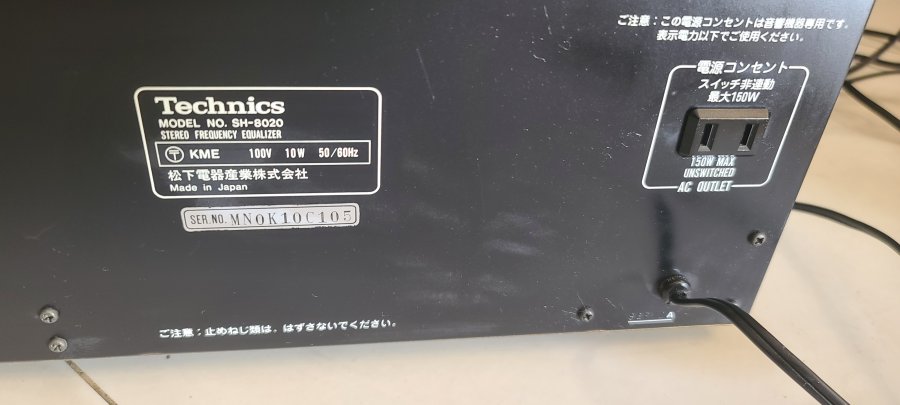 ご注意：この電源コンセントは音響機器専用です。
表示電力以下でご使用ください。
電源コンセント
スイッチ非連動
最大150W
150W MAX
UNSWITCHED
AC OUTLET
Technics
MODEL NO. SH-8020
STEREO FREQUENCY EQUALIZER
KME 100V 10W 50/60Hz
松下電器産業株式会社
Made in Japan
SER.NO. MN0K10C105
ご注意：止めねじ類は、はずさないでください。